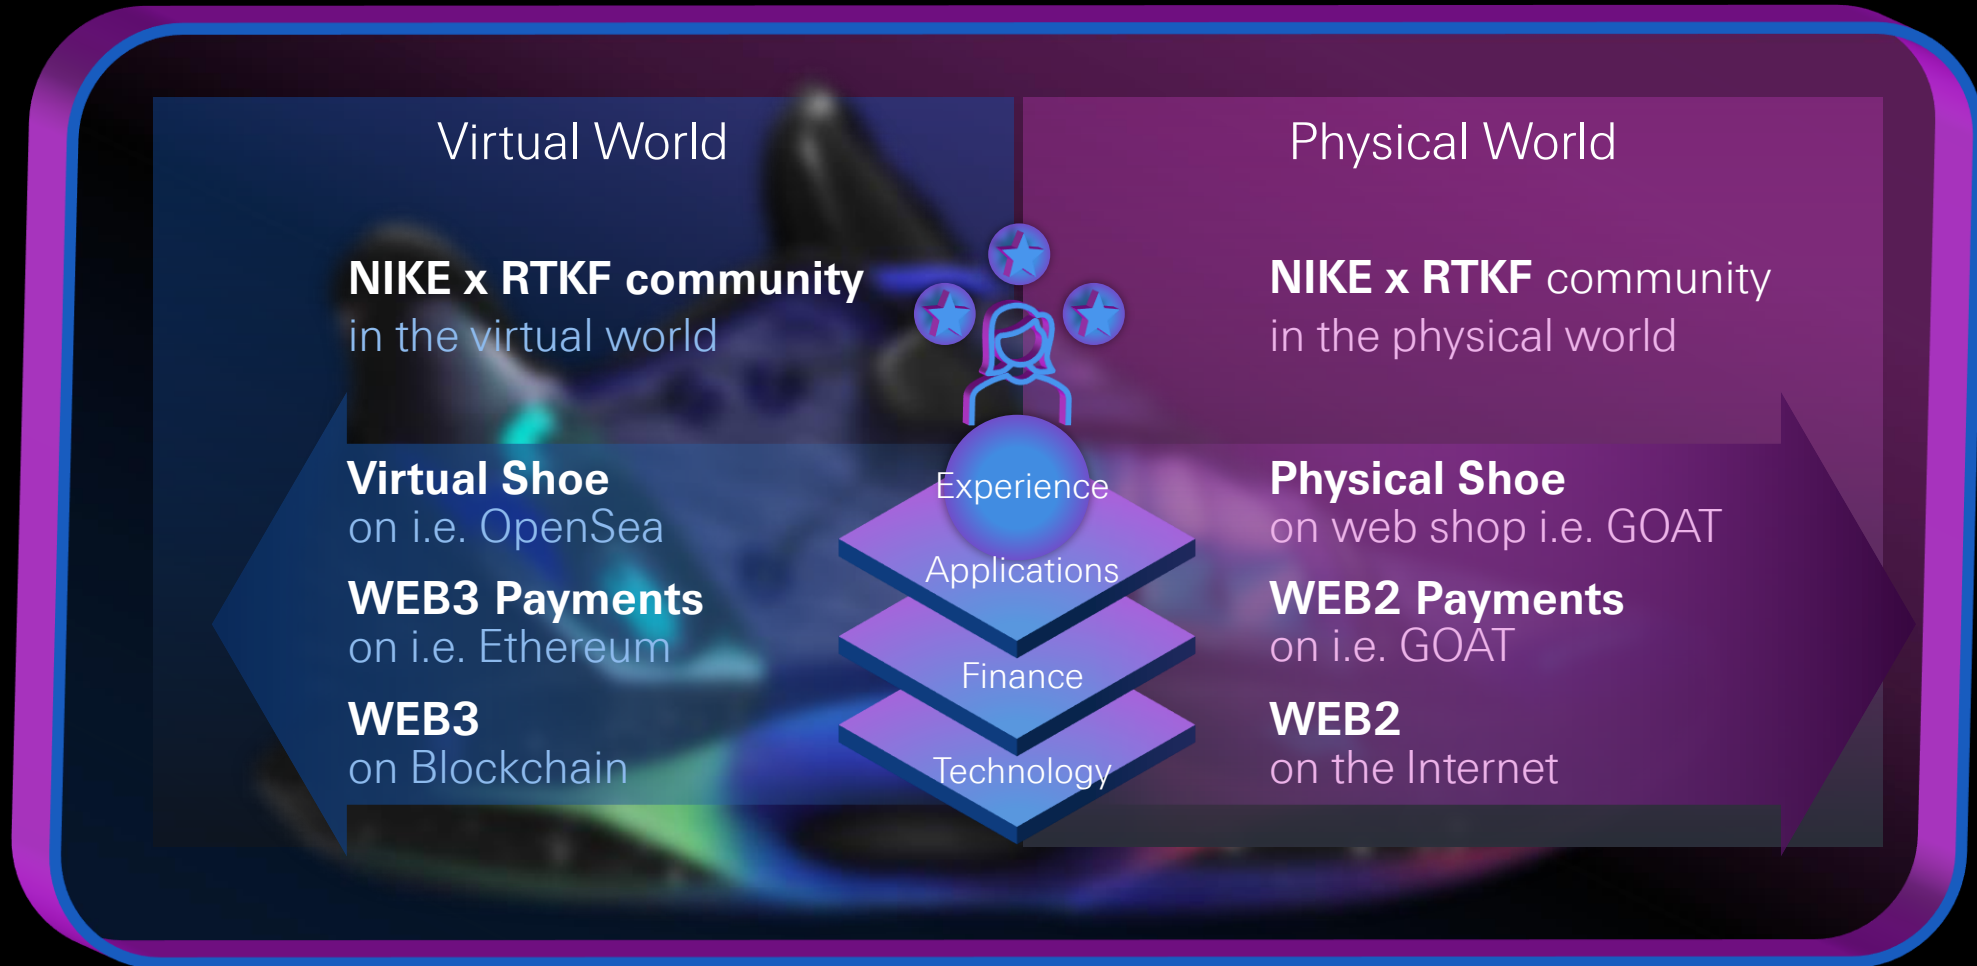 Virtual World
Physical World
NIKE x RTKF community
in the virtual world
NIKE x RTKF community
in the physical world
Virtual Shoe
on i.e. OpenSea
WEB3 Payments
on i.e. Ethereum
WEB3
on Blockchain
Experience
Applications
Finance
Technology
Physical Shoe
on web shop i.e. GOAT
WEB2 Payments
on i.e. GOAT
WEB2
on the Internet